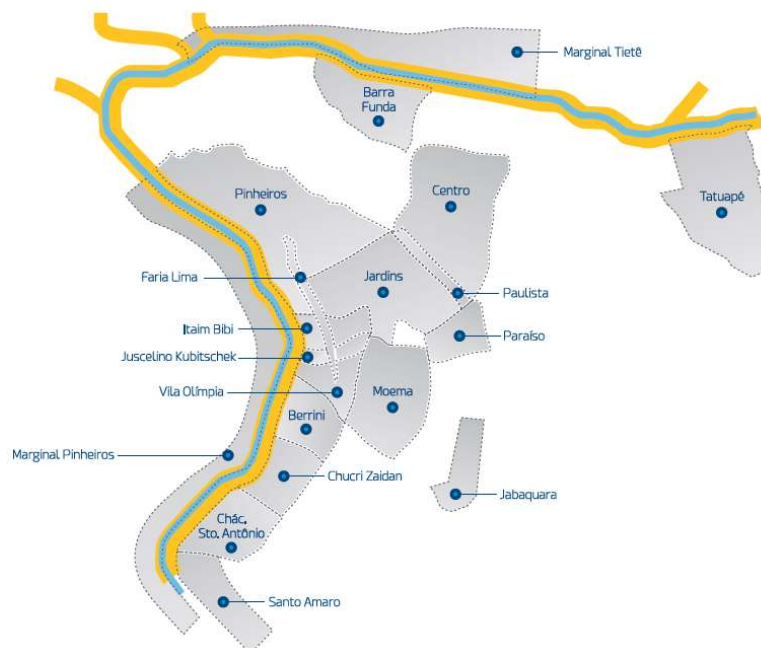 Marginal Tietê
Barra
Funda
Pinheiros
Centro
Tatuapé
Faria Lima
Jardins
Paulista
Itaim Bibi
Paraíso
Juscelino Kubitschek
Vila Olímpia
Moema
Berrini
Marginal Pinheiros
Chucri Zaidan
Jabaquara
Chác.
Sto. Antônio
Santo Amaro